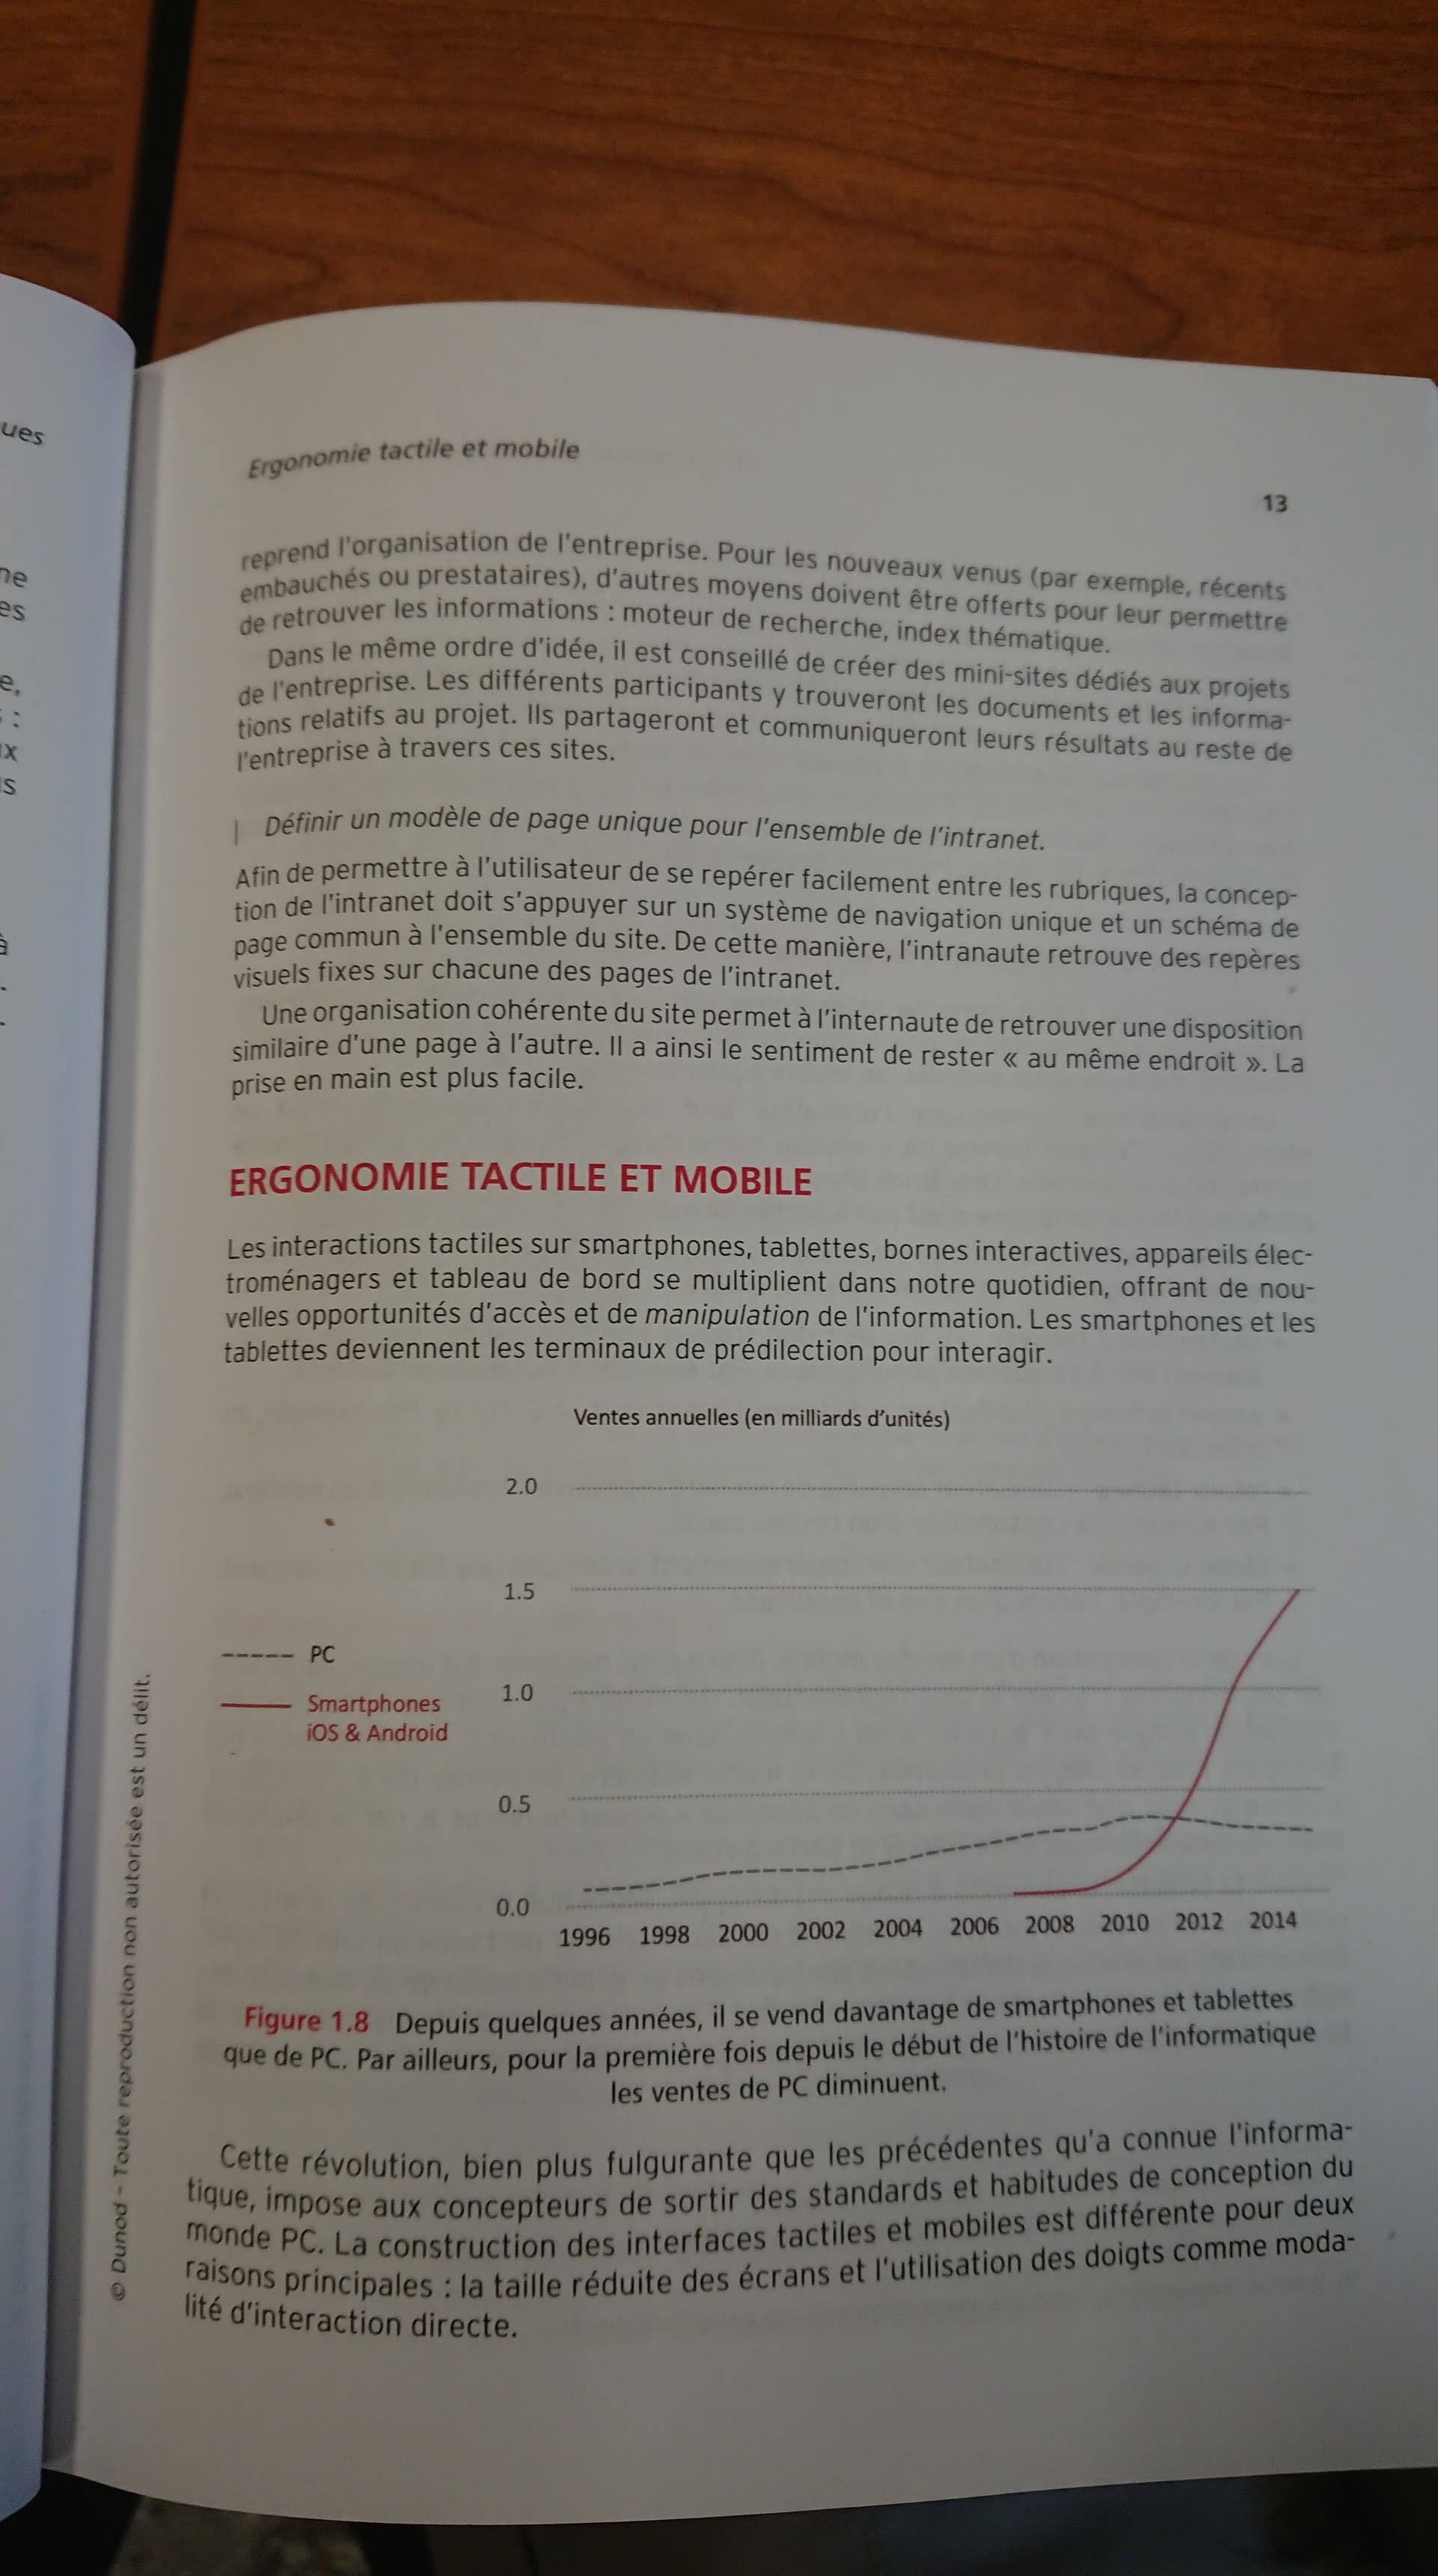 ues
ne
es
e,
:
ux
s
à
Ergonomie tactile et mobile
13
reprend l'organisation de l'entreprise. Pour les nouveaux venus (par exemple, récents
embauchés ou prestataires), d'autres moyens doivent être offerts pour leur permettre
de retrouver les informations : moteur de recherche, index thématique.
Dans le même ordre d'idée, il est conseillé de créer des mini-sites dédiés aux projets
de l'entreprise. Les différents participants y trouveront les documents et les informa-
tions relatifs au projet. Ils partageront et communiqueront leurs résultats au reste de
l'entreprise à travers ces sites.
Définir un modèle de page unique pour l'ensemble de l'intranet.
Afin de permettre à l'utilisateur de se repérer facilement entre les rubriques, la concep-
tion de l'intranet doit s'appuyer sur un système de navigation unique et un schéma de
page commun à l'ensemble du site. De cette manière, l'intranaute retrouve des repères
visuels fixes sur chacune des pages de l'intranet.
Une organisation cohérente du site permet à l'internaute de retrouver une disposition
similaire d'une page à l'autre. Il a ainsi le sentiment de rester « au même endroit ». La
prise en main est plus facile.
ERGONOMIE TACTILE ET MOBILE
Les interactions tactiles sur smartphones, tablettes, bornes interactives, appareils élec-
troménagers et tableau de bord se multiplient dans notre quotidien, offrant de nou-
velles opportunités d'accès et de manipulation de l'information. Les smartphones et les
tablettes deviennent les terminaux de prédilection pour interagir.
Ventes annuelles (en milliards d'unités)
2.0
1.5
PC
1.0
Smartphones
iOS & Android
0.5
0.0
1996 1998 2000 2002 2004 2006 2008 2010 2012 2014
Figure 1.8 Depuis quelques années, il se vend davantage de smartphones et tablettes
que de PC. Par ailleurs, pour la première fois depuis le début de l'histoire de l'informatique
les ventes de PC diminuent.
Cette révolution, bien plus fulgurante que les précédentes qu'a connue l'informa-
tique, impose aux concepteurs de sortir des standards et habitudes de conception du
monde PC. La construction des interfaces tactiles et mobiles est différente pour deux
raisons principales : la taille réduite des écrans et l'utilisation des doigts comme moda-
lité d'interaction directe.
© Dunod - Toute reproduction non autorisée est un délit.